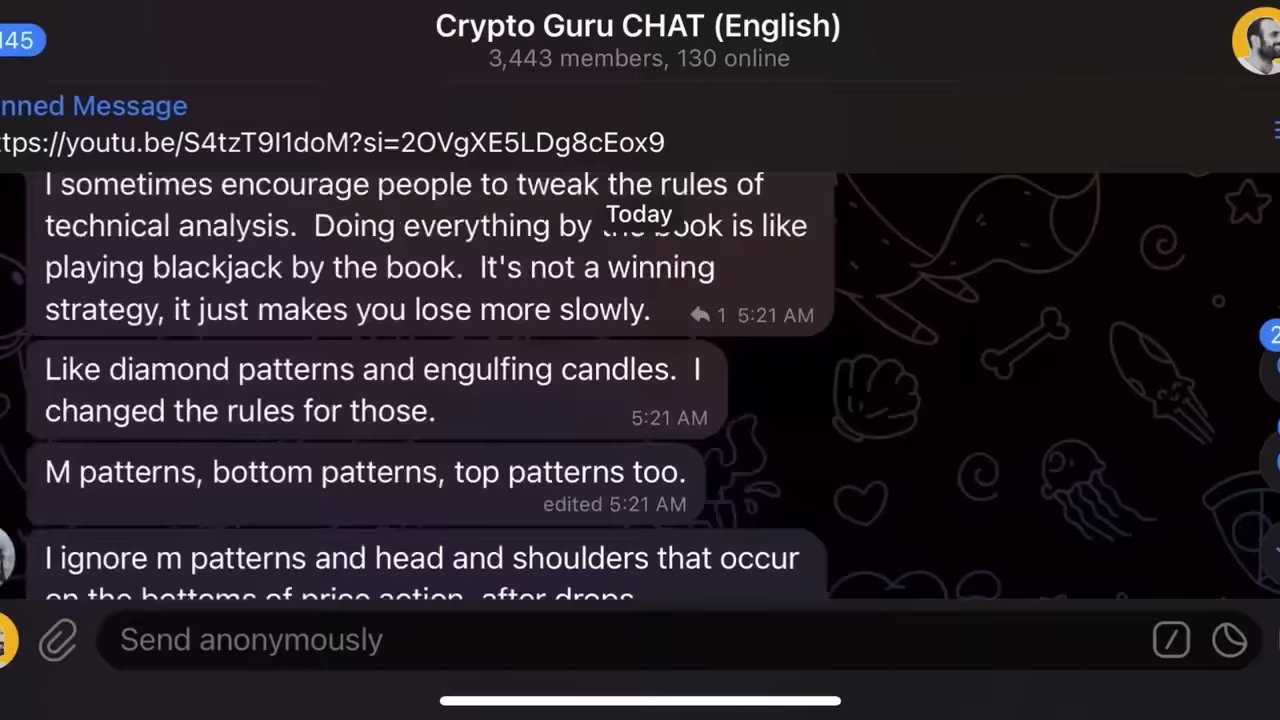 145
Crypto Guru CHAT (English)
3,443 members, 130 online
nned Message
tps://youtu.be/S4tzT9I1doM?si=2OVgXE5LDg8cEox9
I sometimes encourage people to tweak the rules of
Today
technical analysis.  Doing everything by the book is like
playing blackjack by the book.  It's not a winning
strategy, it just makes you lose more slowly.
1 5:21 AM
Like diamond patterns and engulfing candles.  I
changed the rules for those.
5:21 AM
M patterns, bottom patterns, top patterns too.
edited 5:21 AM
I ignore m patterns and head and shoulders that occur
on the bottoms of price action, after drops
Send anonymously
2